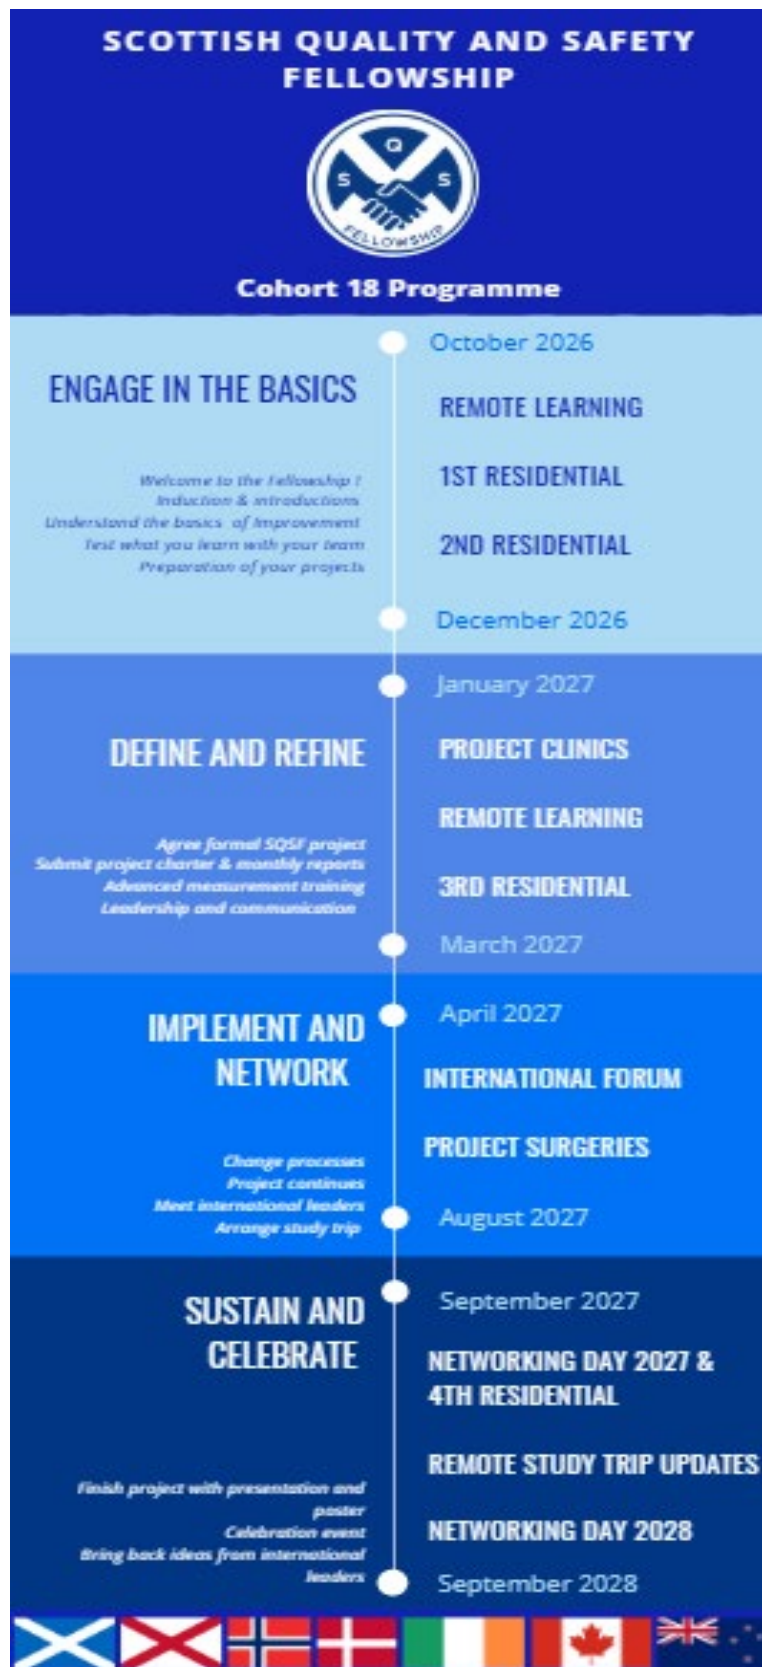 SCOTTISH QUALITY AND SAFETY
FELLOWSHIP
Q
S S
FELLOWSHIP
Cohort 18 Programme
October 2026
ENGAGE IN THE BASICS
REMOTE LEARNING
1ST RESIDENTIAL
Welcome to the Fellowship !
Induction & introductions
Understand the basics of Improvement
Test what you learn with your team
Preparation of your projects
2ND RESIDENTIAL
December 2026
January 2027
DEFINE AND REFINE
PROJECT CLINICS
REMOTE LEARNING
Agree formal SQSF project
Submit project charter & monthly reports
Advanced measurement training
Leadership and communication
3RD RESIDENTIAL
March 2027
April 2027
IMPLEMENT AND
NETWORK
INTERNATIONAL FORUM
PROJECT SURGERIES
Change processes
Project continues
Meet international leaders
Arrange study trip
August 2027
September 2027
SUSTAIN AND
CELEBRATE
NETWORKING DAY 2027 &
4TH RESIDENTIAL
REMOTE STUDY TRIP UPDATES
Finish project with presentation and
poster
Celebration event
Bring back ideas from international
leaders
NETWORKING DAY 2028
September 2028